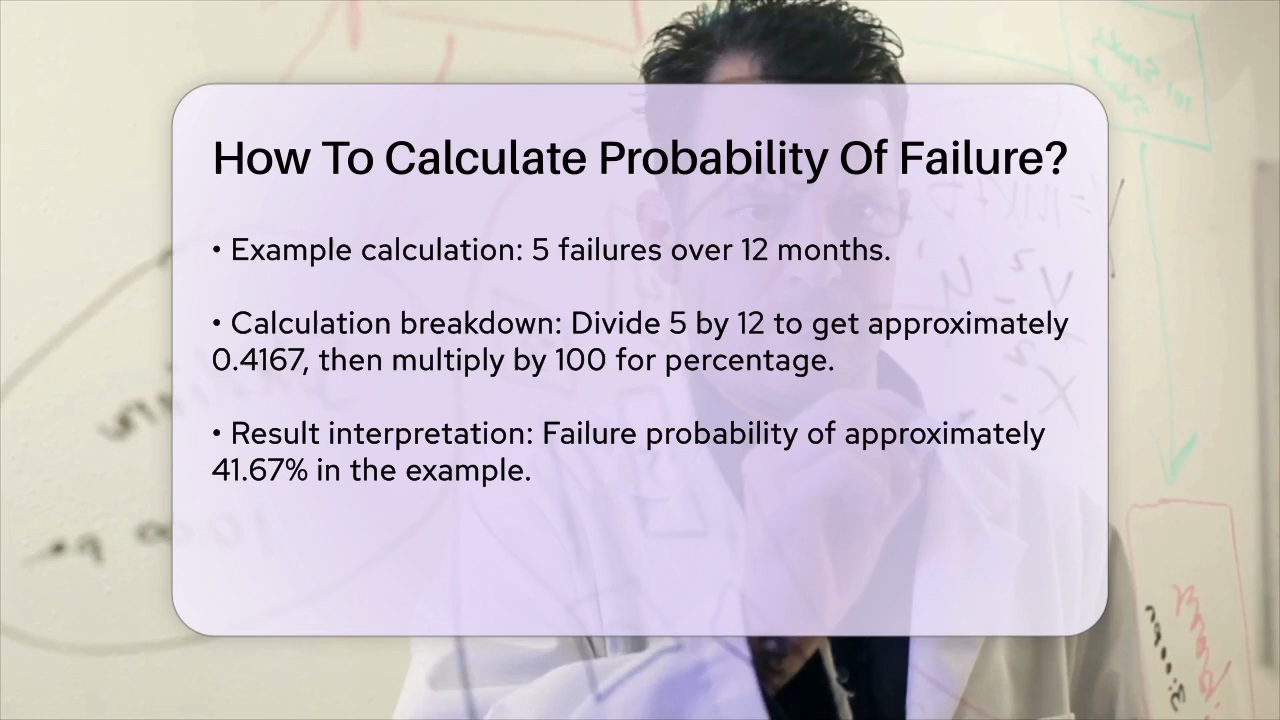 How To Calculate Probability Of Failure?
• Example calculation: 5 failures over 12 months.
• Calculation breakdown: Divide 5 by 12 to get approximately
0.4167, then multiply by 100 for percentage.
• Result interpretation: Failure probability of approximately
41.67% in the example.